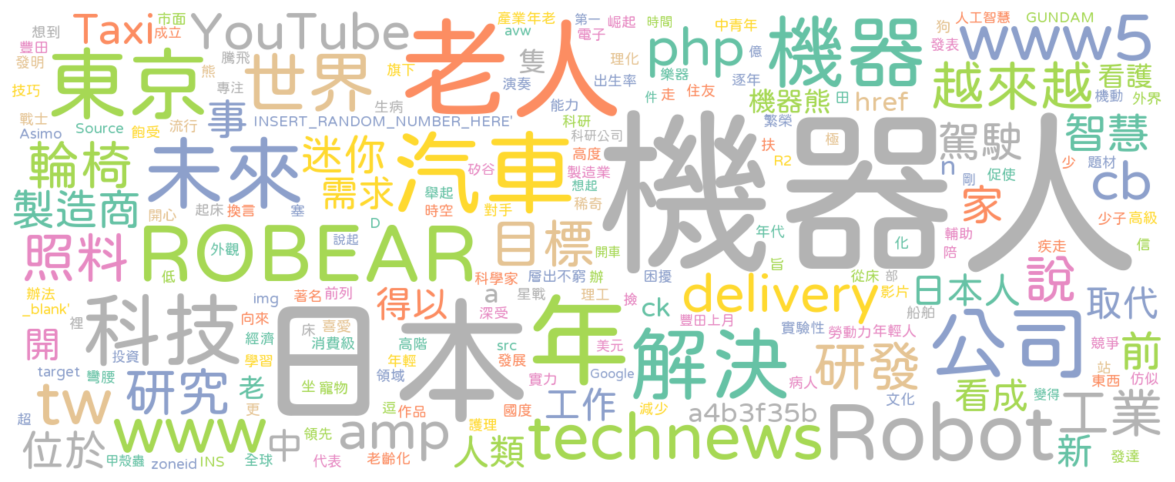 想到 Taxi 市面 成立 YouTube 產業年老 avw 第一 電子 崛起 時間 中青年 狗 人工智慧 GUNDAM
豐田 發明 東京 騰飛 世界 旗下 老人 隻 理化 億 php 機器 發表 www5
技巧 熊 專注 演奏 出生率 樂器 逐年 越來越 看護
戰士 生病 能力 件 走 住友 機器熊 田 href 機動 外界
Asimo Source 飽受 流行 事 INSERT_RANDOM_NUMBER_HERE' 科研 科研公司 繁榮 極 駕駛 智慧
輪椅 未來 迷你 汽車 矽谷 高度 製造業 扶 R2 n 少 題材
需求 舉起 想起 機器人 剛 促使 cb
製造商 開心 起床 換言 塞 時空 對手 稀奇 家 少子 高級
照料 ROBEAR 外觀 說起 D 目標 開車 年代 化 輔助 陪 疾走 信
低 科學家 層出不窮 辦 困擾 旨 從床 部 說
辦法 _blank' img 著名 前列 得以 a 星戰 理工 撿 delivery 影片 日本人 取代
裡 科技 向來 深受 ck 豐田上月 船舶
開 投資 經濟 床 喜愛 消費級 日本 高階 src 年 美元 解決 實驗性 勞動力 年輕人 公司 競爭 前
target 彎腰 學習 坐 寵物 年輕 領域 發展 Google 病人 研發 站 東西 仿似
tw 研究 老 更 逗 作品 實力 工作 減少 a4b3f35b 文化 看成 變得
超 www 中 領先 amp 國度 護理 technews Robot 工業
位於 甲殼蟲 zoneid INS 全球 代表 老齡化 人類 新 發達